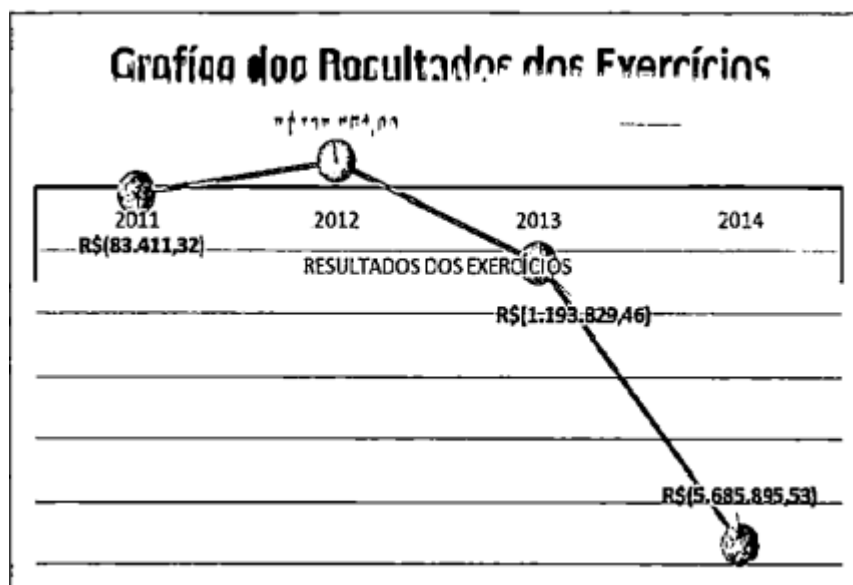 Grafico dos Resultados dos Exercícios
2011 2012 2013 2014
R$(83.411,32)
RESULTADOS DOS EXERCÍCIOS
R$(1.193.829,46)
R$(5.685.895,53)